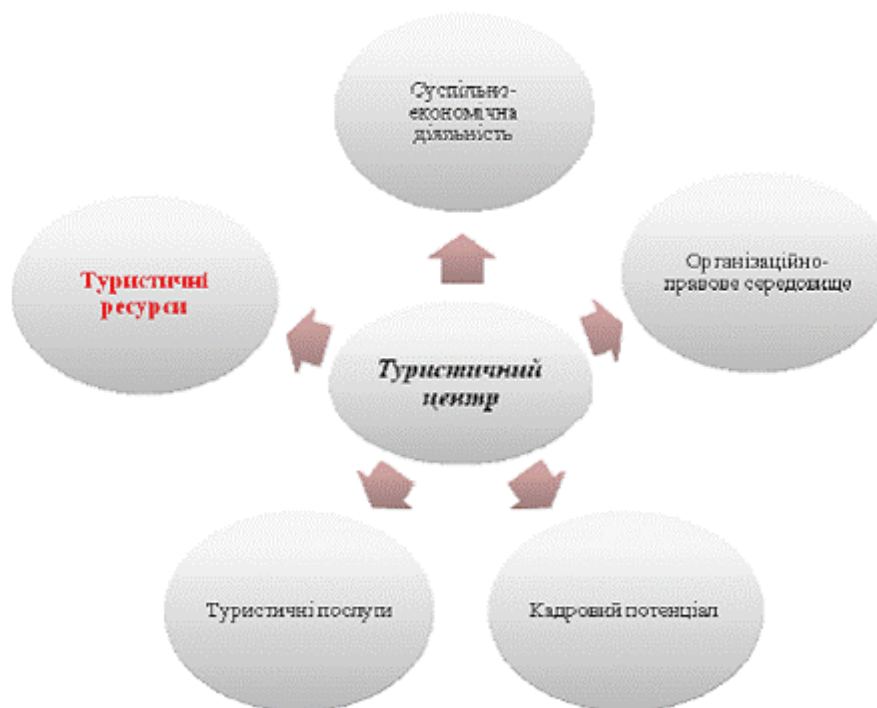 Суспільно-
економічна
діяльність
Організаційно-
правове середовище
Туристичні
ресурси
Туристичний
центр
Туристичні послуги
Кадровий потенціал